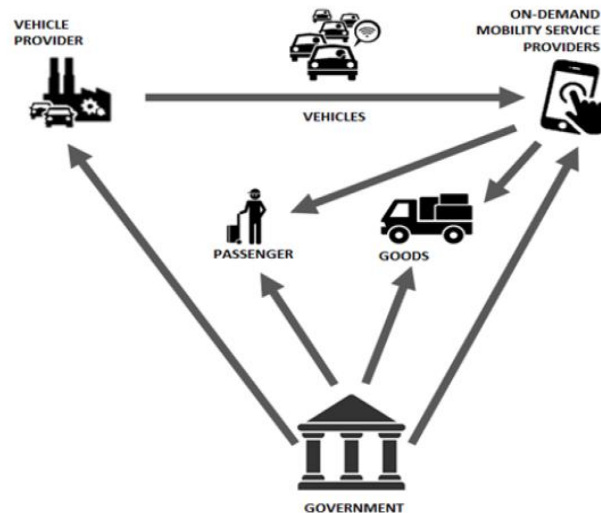 VEHICLE
PROVIDER
ON-DEMAND
MOBILITY SERVICE
PROVIDERS
VEHICLES
PASSENGER
GOODS
GOVERNMENT